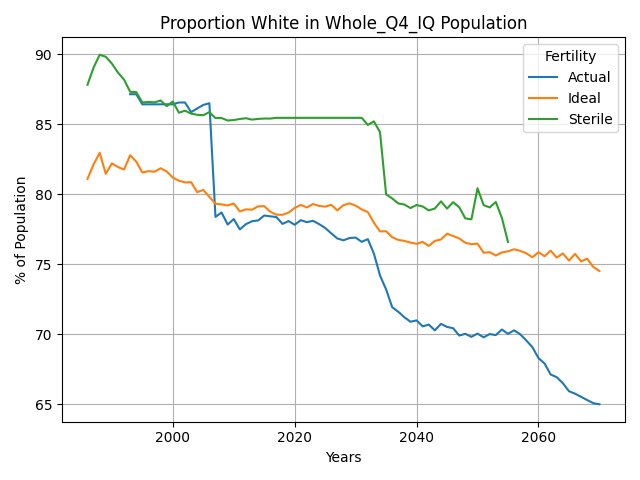 Proportion White in Whole_Q4_IQ Population
Fertility
Actual
Ideal
Sterile
% of Population
90
85
80
75
70
65
2000
2020
2040
2060
Years